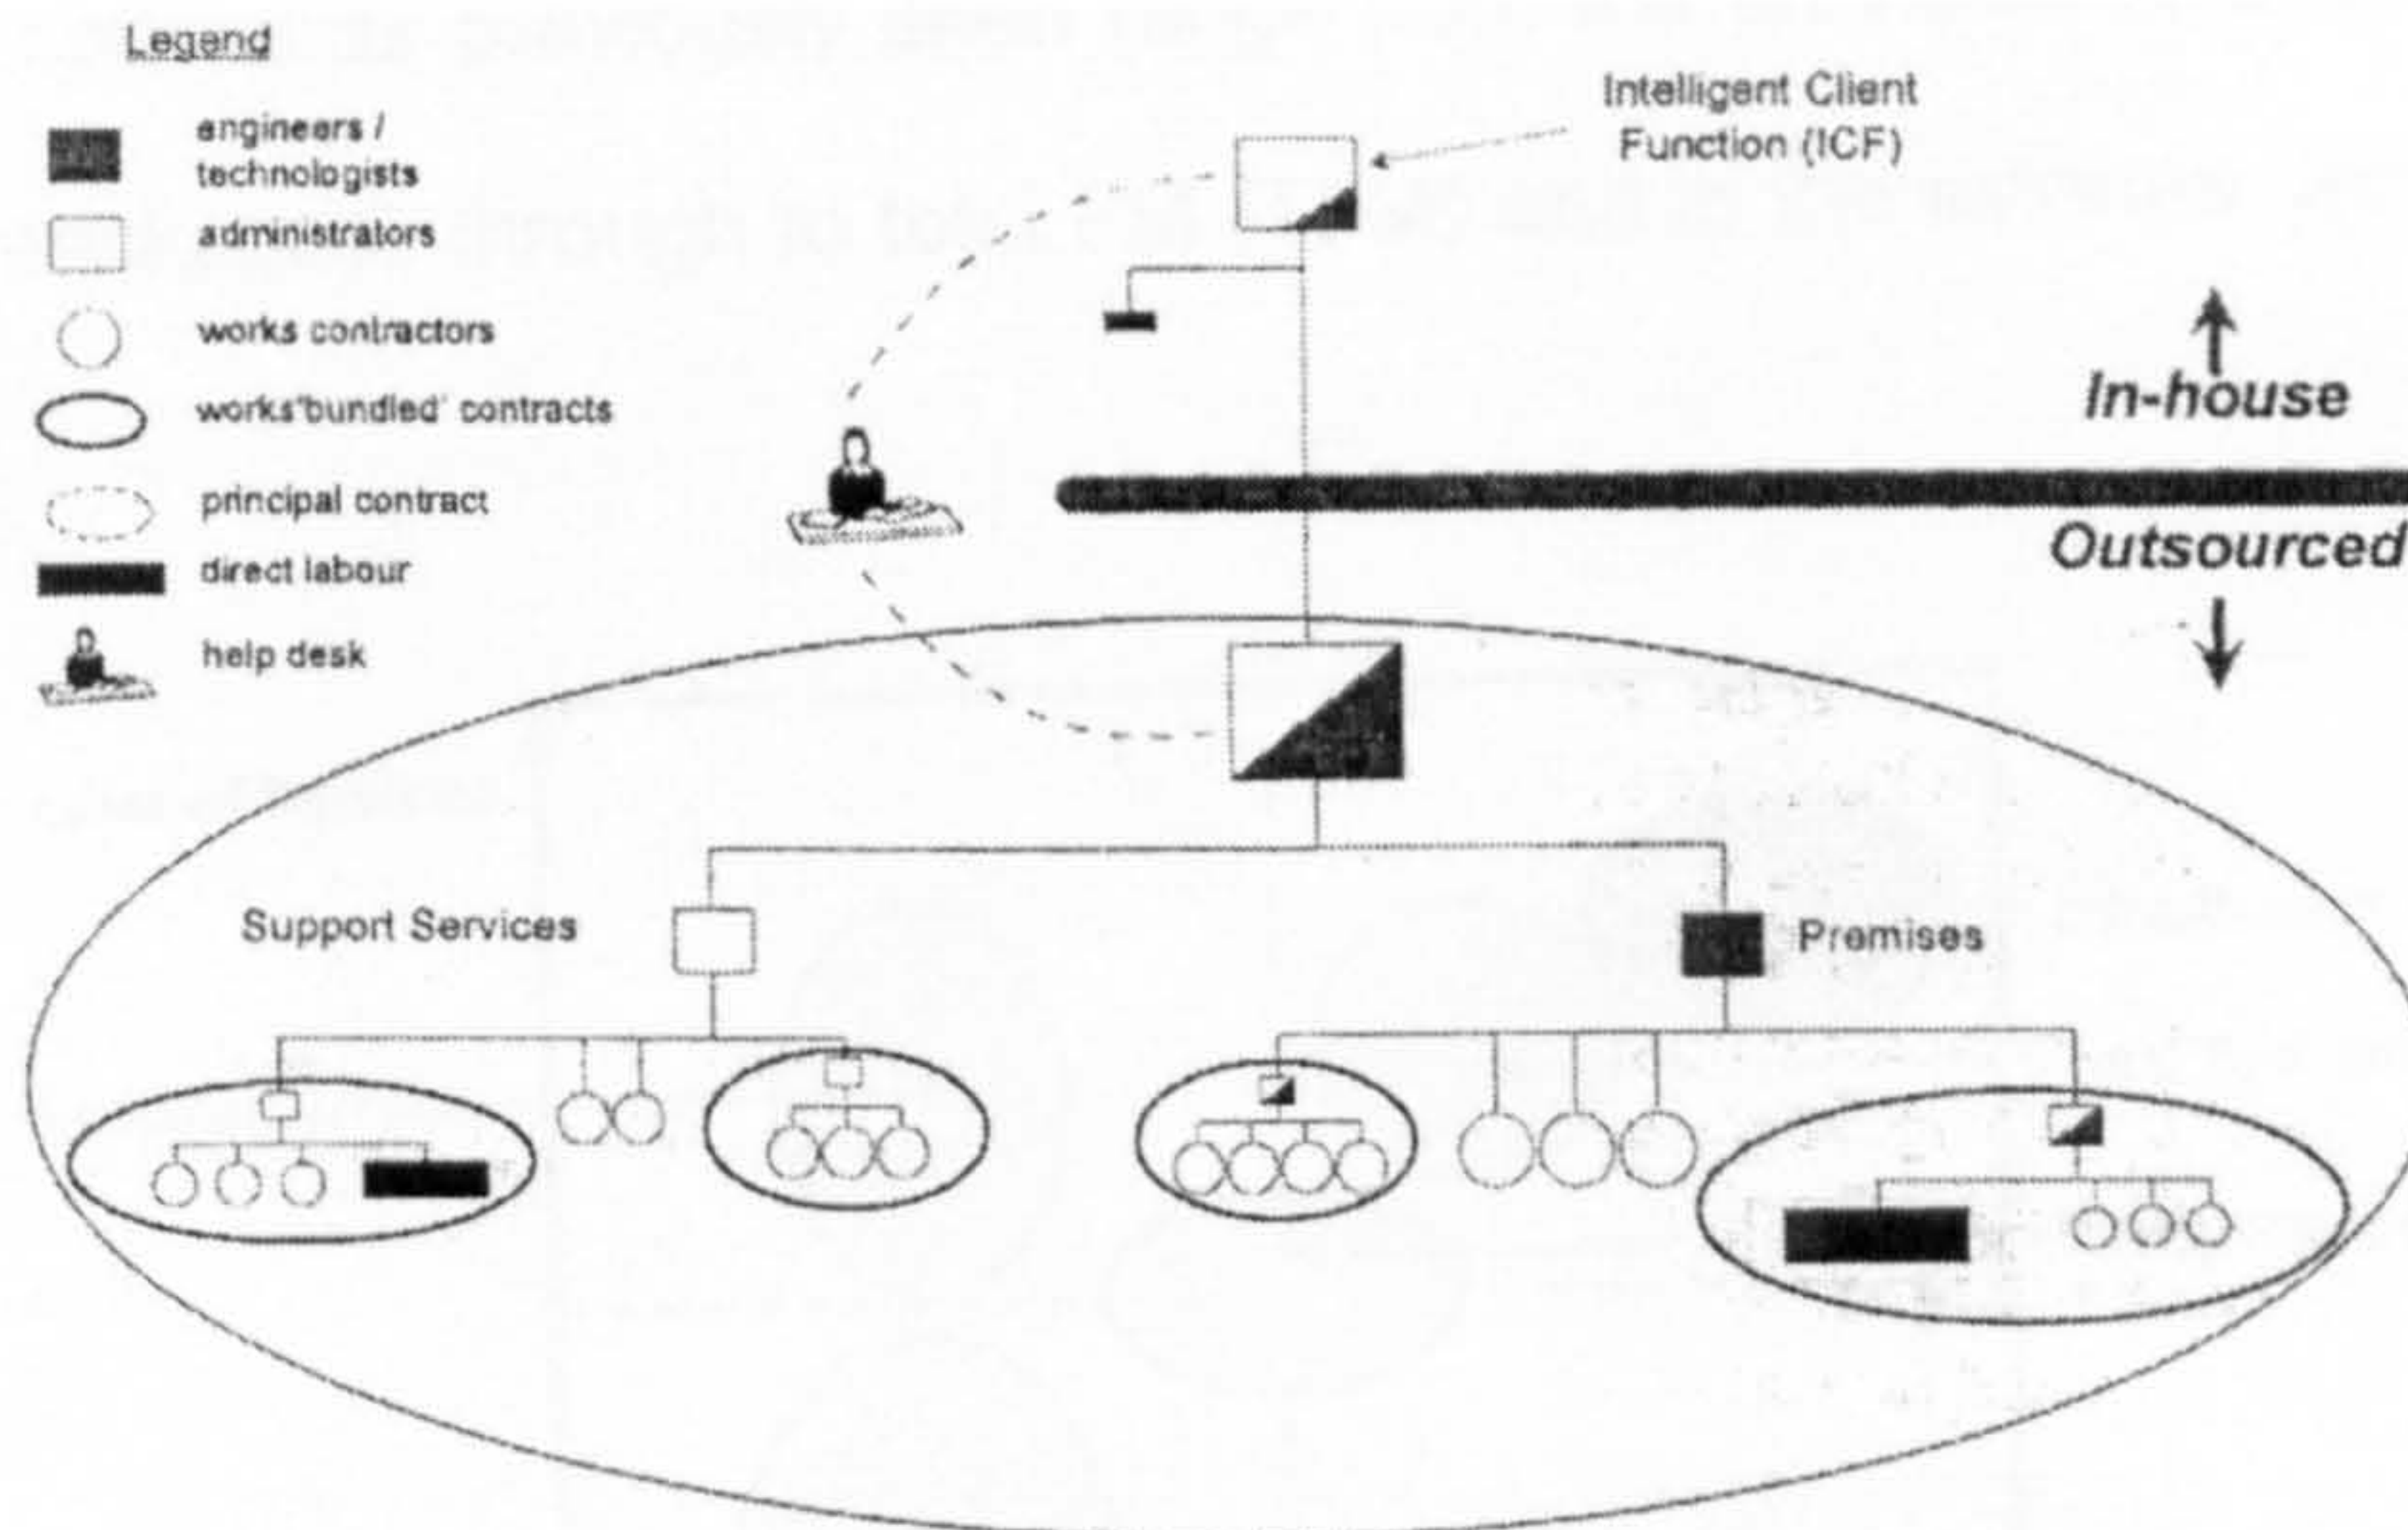 Legend
engineers /
technologists
administrators
works contractors
works'bundled' contracts
principal contract
direct labour
help desk
Intelligent Client
Function (ICF)
In-house
Outsourced
Support Services
Premises